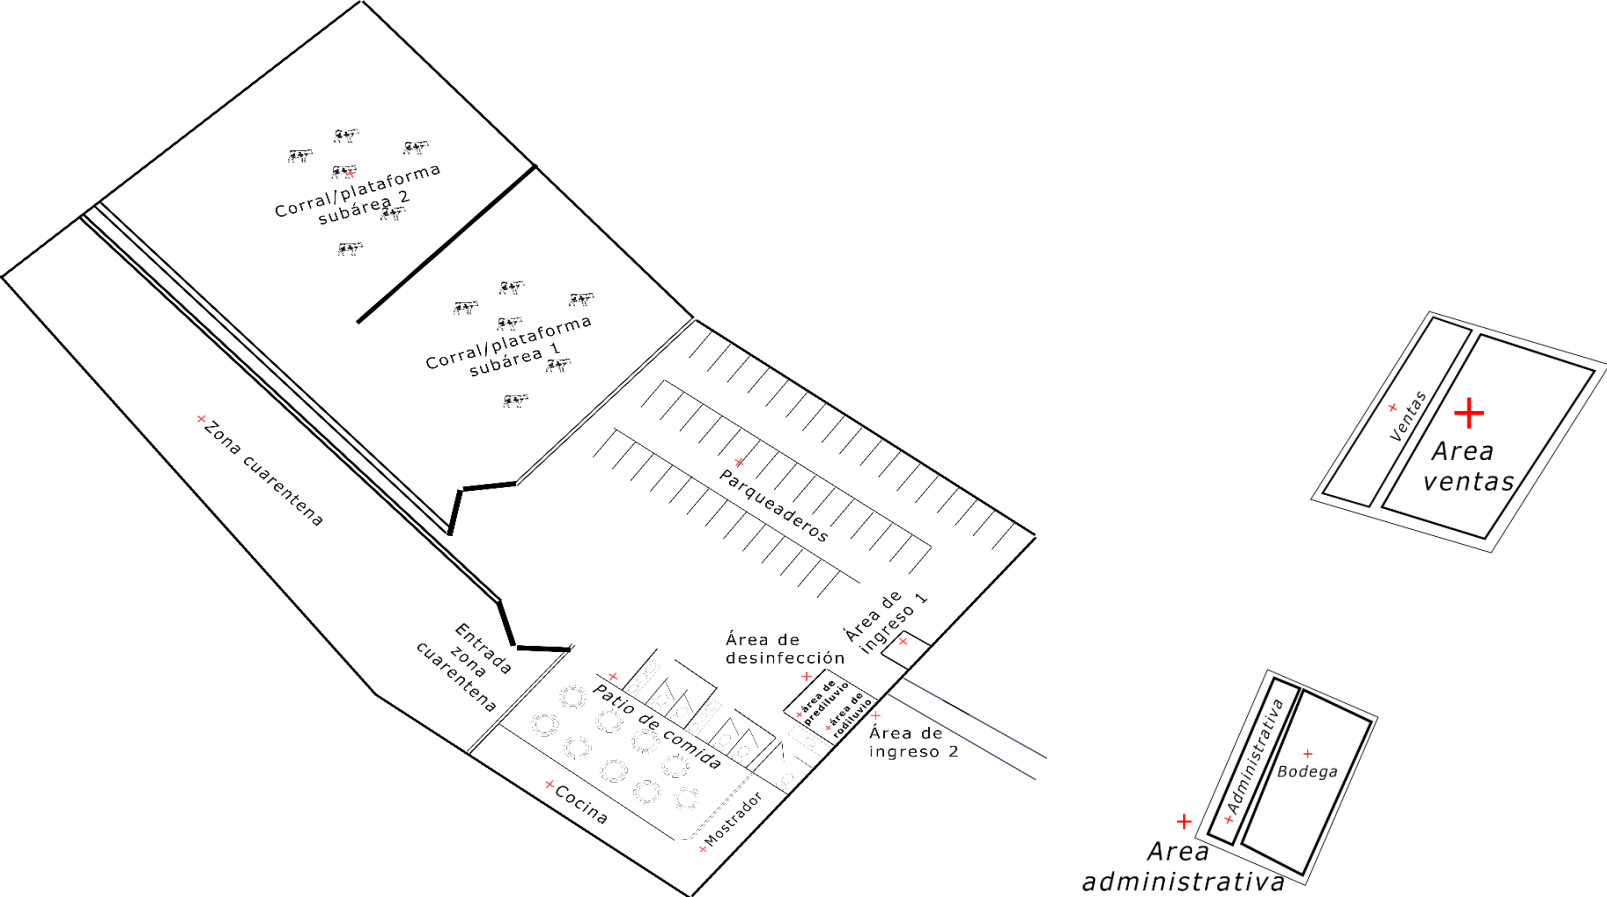 Corral/plataforma
subárea 2
Corral/plataforma
subárea 1
Zona cuarentena
Parqueaderos
Ventas
Area
ventas
Área de
ingreso 1
Entrada
zona
cuarentena
Área de
desinfección
Patio de comida
área de
prediluvio
área de
rodiluvio
Área de
ingreso 2
Cocina
Mostrador
Administrativa
Bodega
Area
administrativa